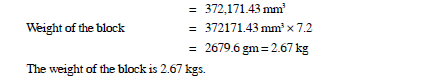 = 372,171.43 mm³
Weight of the block = 372171.43 mm³ × 7.2
= 2679.6 gm = 2.67 kg
The weight of the block is 2.67 kgs.